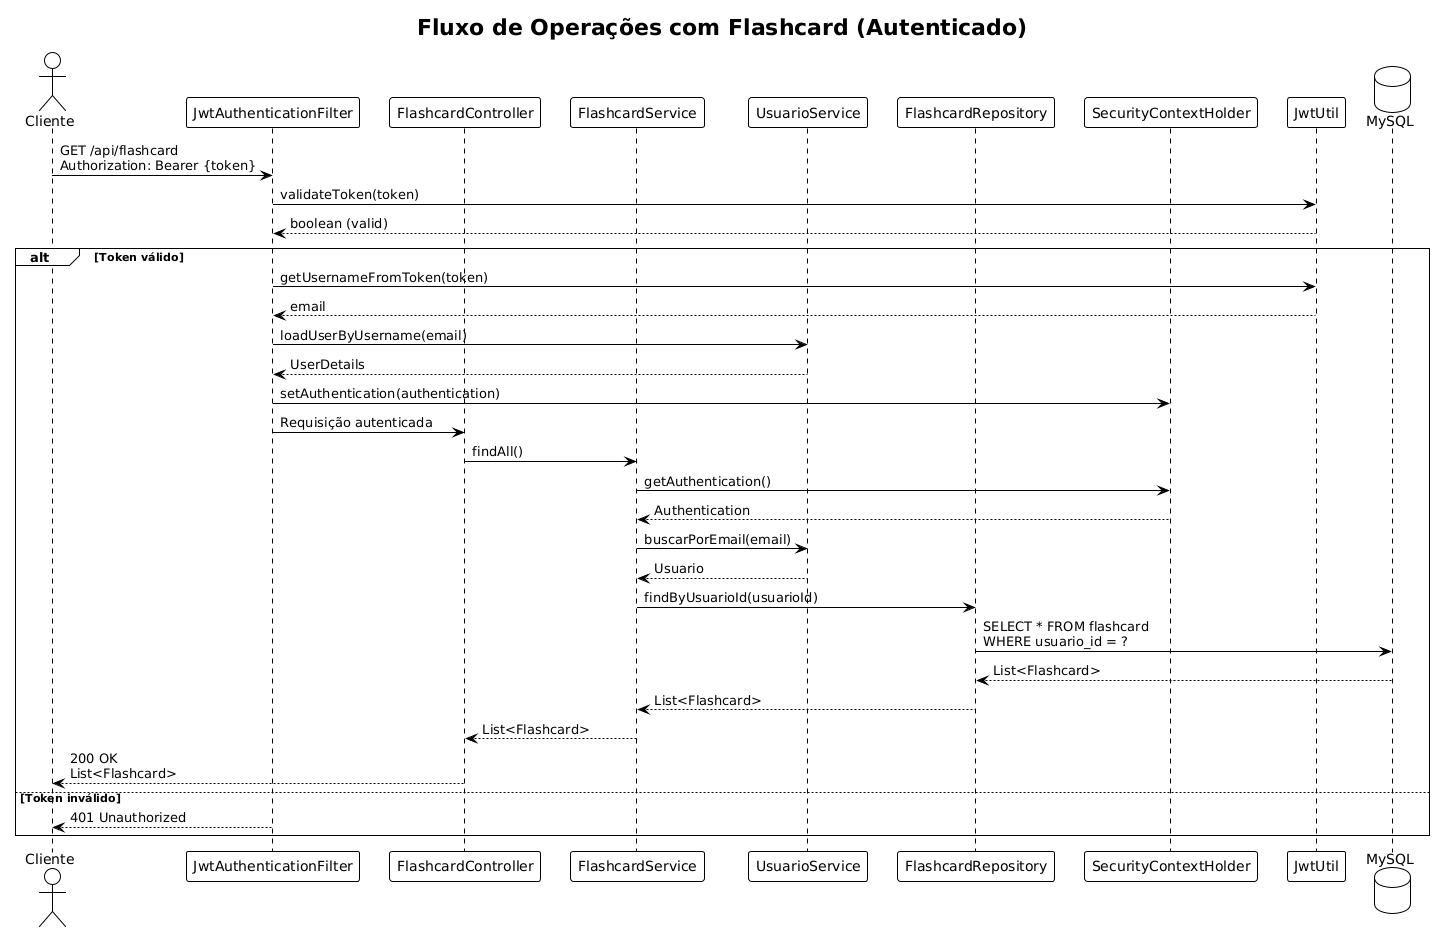 Fluxo de Operações com Flashcard (Autenticado)
Cliente
JwtAuthenticationFilter
FlashcardController
FlashcardService
UsuarioService
FlashcardRepository
SecurityContextHolder
JwtUtil
MySQL
GET /api/flashcard
Authorization: Bearer {token}
validateToken(token)
boolean (valid)
alt
[Token válido]
getUsernameFromToken(token)
email
loadUserByUsername(email)
UserDetails
setAuthentication(authentication)
Requisição autenticada
findAll()
getAuthentication()
Authentication
buscarPorEmail(email)
Usuario
findByUsuarioId(usuarioId)
SELECT * FROM flashcard
WHERE usuario_id = ?
List<Flashcard>
List<Flashcard>
List<Flashcard>
200 OK
List<Flashcard>
[Token inválido]
401 Unauthorized
Cliente
JwtAuthenticationFilter
FlashcardController
FlashcardService
UsuarioService
FlashcardRepository
SecurityContextHolder
JwtUtil
MySQL